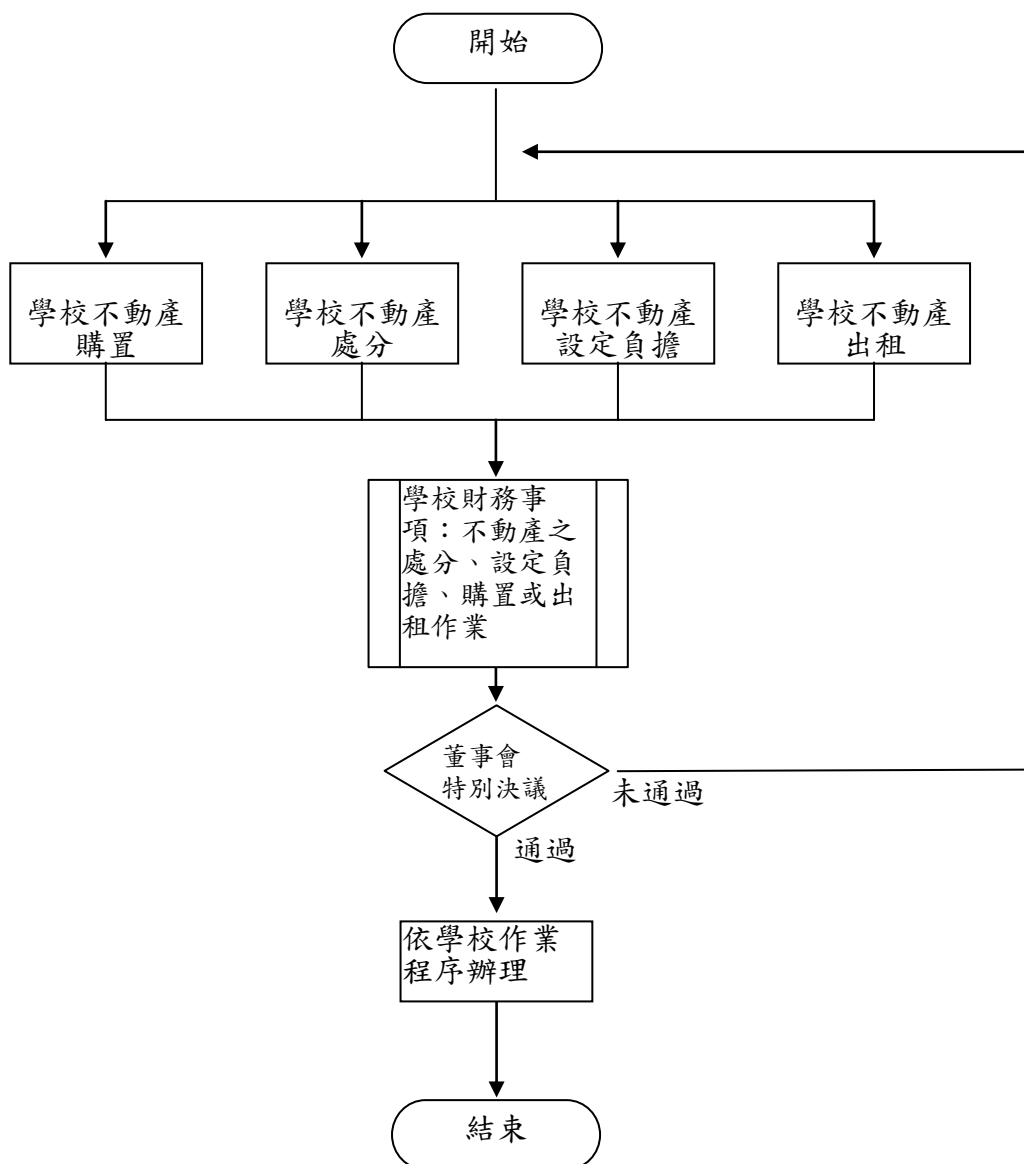 開始
學校不動產
購置
學校不動產
處分
學校不動產
設定負擔
學校不動產
出租
學校財務事
項：不動產之
處分、設定負
擔、購置或出
租作業
董事會
特別決議
未通過
通過
依學校作業
程序辦理
結束